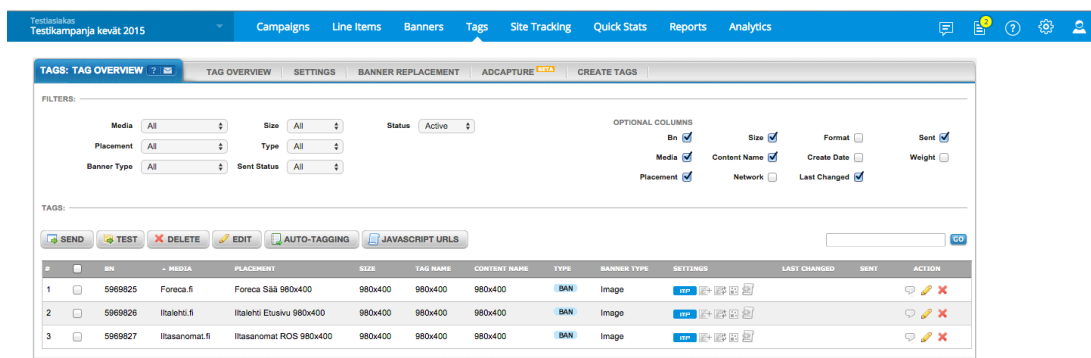 Testiasiakas
Testikampanja kevät 2015
Campaigns Line Items Banners Tags Site Tracking Quick Stats Reports Analytics
2 ?
TAGS: TAG OVERVIEW ? TAG OVERVIEW SETTINGS BANNER REPLACEMENT ADCAPTURE BETA CREATE TAGS
FILTERS:
Media All Size All Status Active
Placement All Type All
Banner Type All Sent Status All
OPTIONAL COLUMNS
Bn Size Format Sent
Media Content Name Create Date Weight
Placement Network Last Changed
TAGS:
SEND TEST DELETE EDIT AUTO-TAGGING JAVASCRIPT URLS GO
# BN MEDIA PLACEMENT SIZE TAG NAME CONTENT NAME TYPE BANNER TYPE SETTINGS LAST CHANGED SENT ACTION
1 5969825 Foreca.fi Foreca Sää 980x400 980x400 980x400 980x400 BAN Image
2 5969826 Iltalehti.fi Iltalehti Etusivu 980x400 980x400 980x400 980x400 BAN Image
3 5969827 Iltasanomat.fi Iltasanomat ROS 980x400 980x400 980x400 980x400 BAN Image